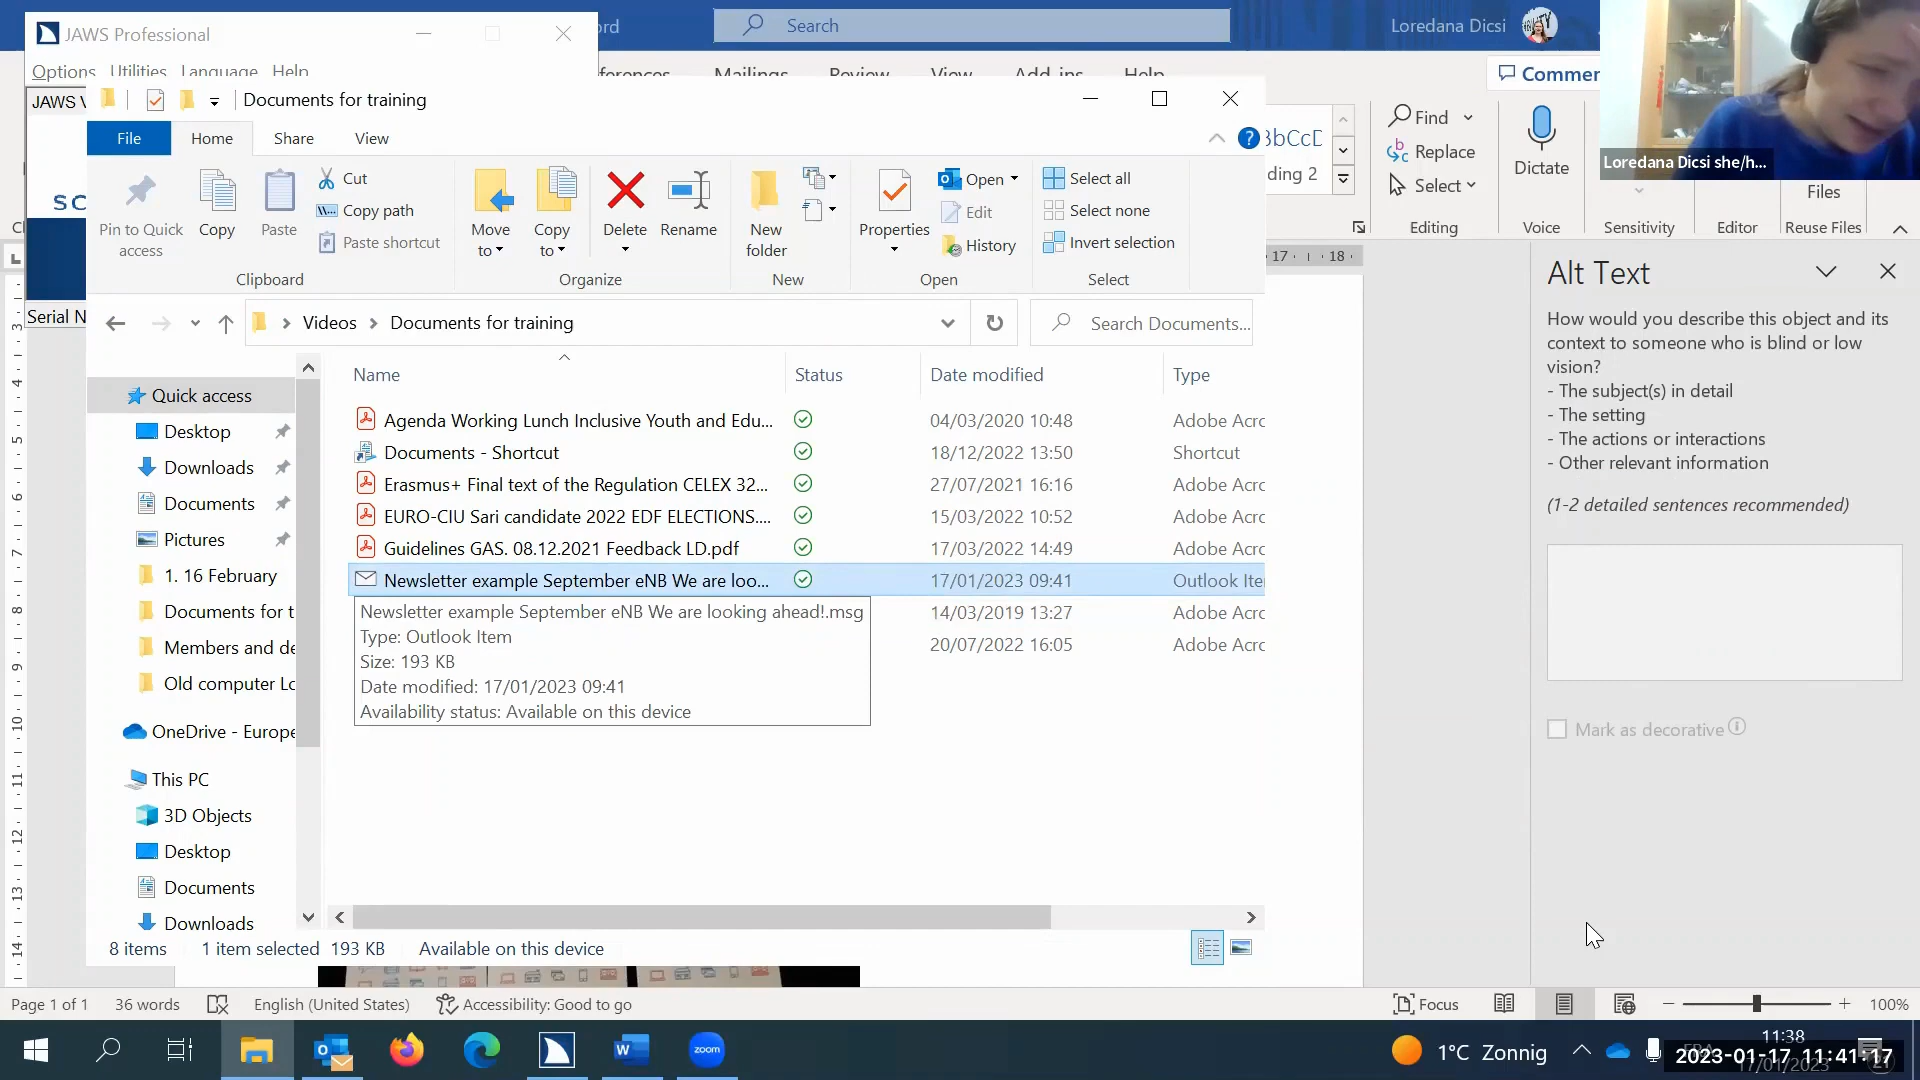 JAWS Professional
Search
Loredana Dicsi
Options Utilities Language Help
Mailings Review View Add-ins Help
Documents for training
File Home Share View
Find
Replace
Select
Dictate
Loredana Dicsi she/h...
Files
Pin to Quick access
Copy
Paste
Cut
Copy path
Paste shortcut
Move to
Copy to
Delete
Rename
New folder
Properties
Open
Edit
History
Select all
Select none
Invert selection
Clipboard Organize New Open Select
Editing Voice Sensitivity Editor Reuse Files
17 18
Videos Documents for training
Search Documents...
Name Status Date modified Type
Agenda Working Lunch Inclusive Youth and Edu... 04/03/2020 10:48 Adobe Acrc
Documents - Shortcut 18/12/2022 13:50 Shortcut
Erasmus+ Final text of the Regulation CELEX 32... 27/07/2021 16:16 Adobe Acrc
EURO-CIU Sari candidate 2022 EDF ELECTIONS.... 15/03/2022 10:52 Adobe Acrc
Guidelines GAS. 08.12.2021 Feedback LD.pdf 17/03/2022 14:49 Adobe Acrc
Newsletter example September eNB We are loo... 17/01/2023 09:41 Outlook Ite
14/03/2019 13:27 Adobe Acrc
20/07/2022 16:05 Adobe Acrc
Newsletter example September eNB We are looking ahead!.msg
Type: Outlook Item
Size: 193 KB
Date modified: 17/01/2023 09:41
Availability status: Available on this device
Quick access
Desktop
Downloads
Documents
Pictures
1. 16 February
Documents for t
Members and de
Old computer Lo
OneDrive - Europe
This PC
3D Objects
Desktop
Documents
Downloads
8 items 1 item selected 193 KB Available on this device
Alt Text
How would you describe this object and its
context to someone who is blind or low
vision?
- The subject(s) in detail
- The setting
- The actions or interactions
- Other relevant information
(1-2 detailed sentences recommended)
Mark as decorative
Page 1 of 1 36 words English (United States) Accessibility: Good to go
Focus 100%
zoom
1°C Zonnig
11:38
2023-01-17 11:41:17
17/01/2023